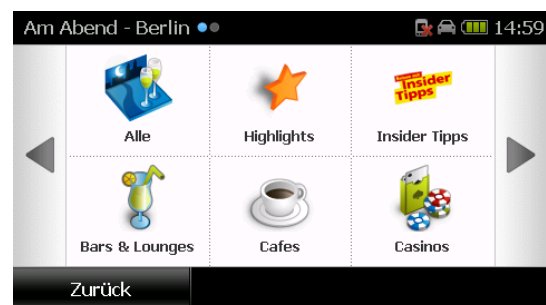 Am Abend - Berlin
14:59
Alle
Highlights
Insider Tipps
Insider Tipps
Bars & Lounges
Cafes
Casinos
Zurück